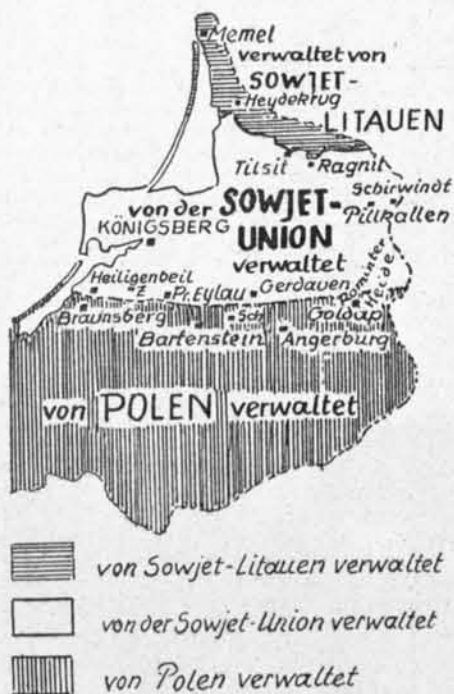 Memel
verwaltet von
SOWJET-
Heydekrug
LITAUEN
Tilsit
Ragnit
Schirwindt
von der SOWJET-
Pillkallen
KÖNIGSBERG
UNION
verwaltet
Heiligenbeil
Z
Pr. Eylau
Gerdauen
Rominter
Heide
Braunsberg
Sch
Goldap
Bartenstein
Angerburg
von POLEN verwaltet
von Sowjet-Litauen verwaltet
von der Sowjet-Union verwaltet
von Polen verwaltet